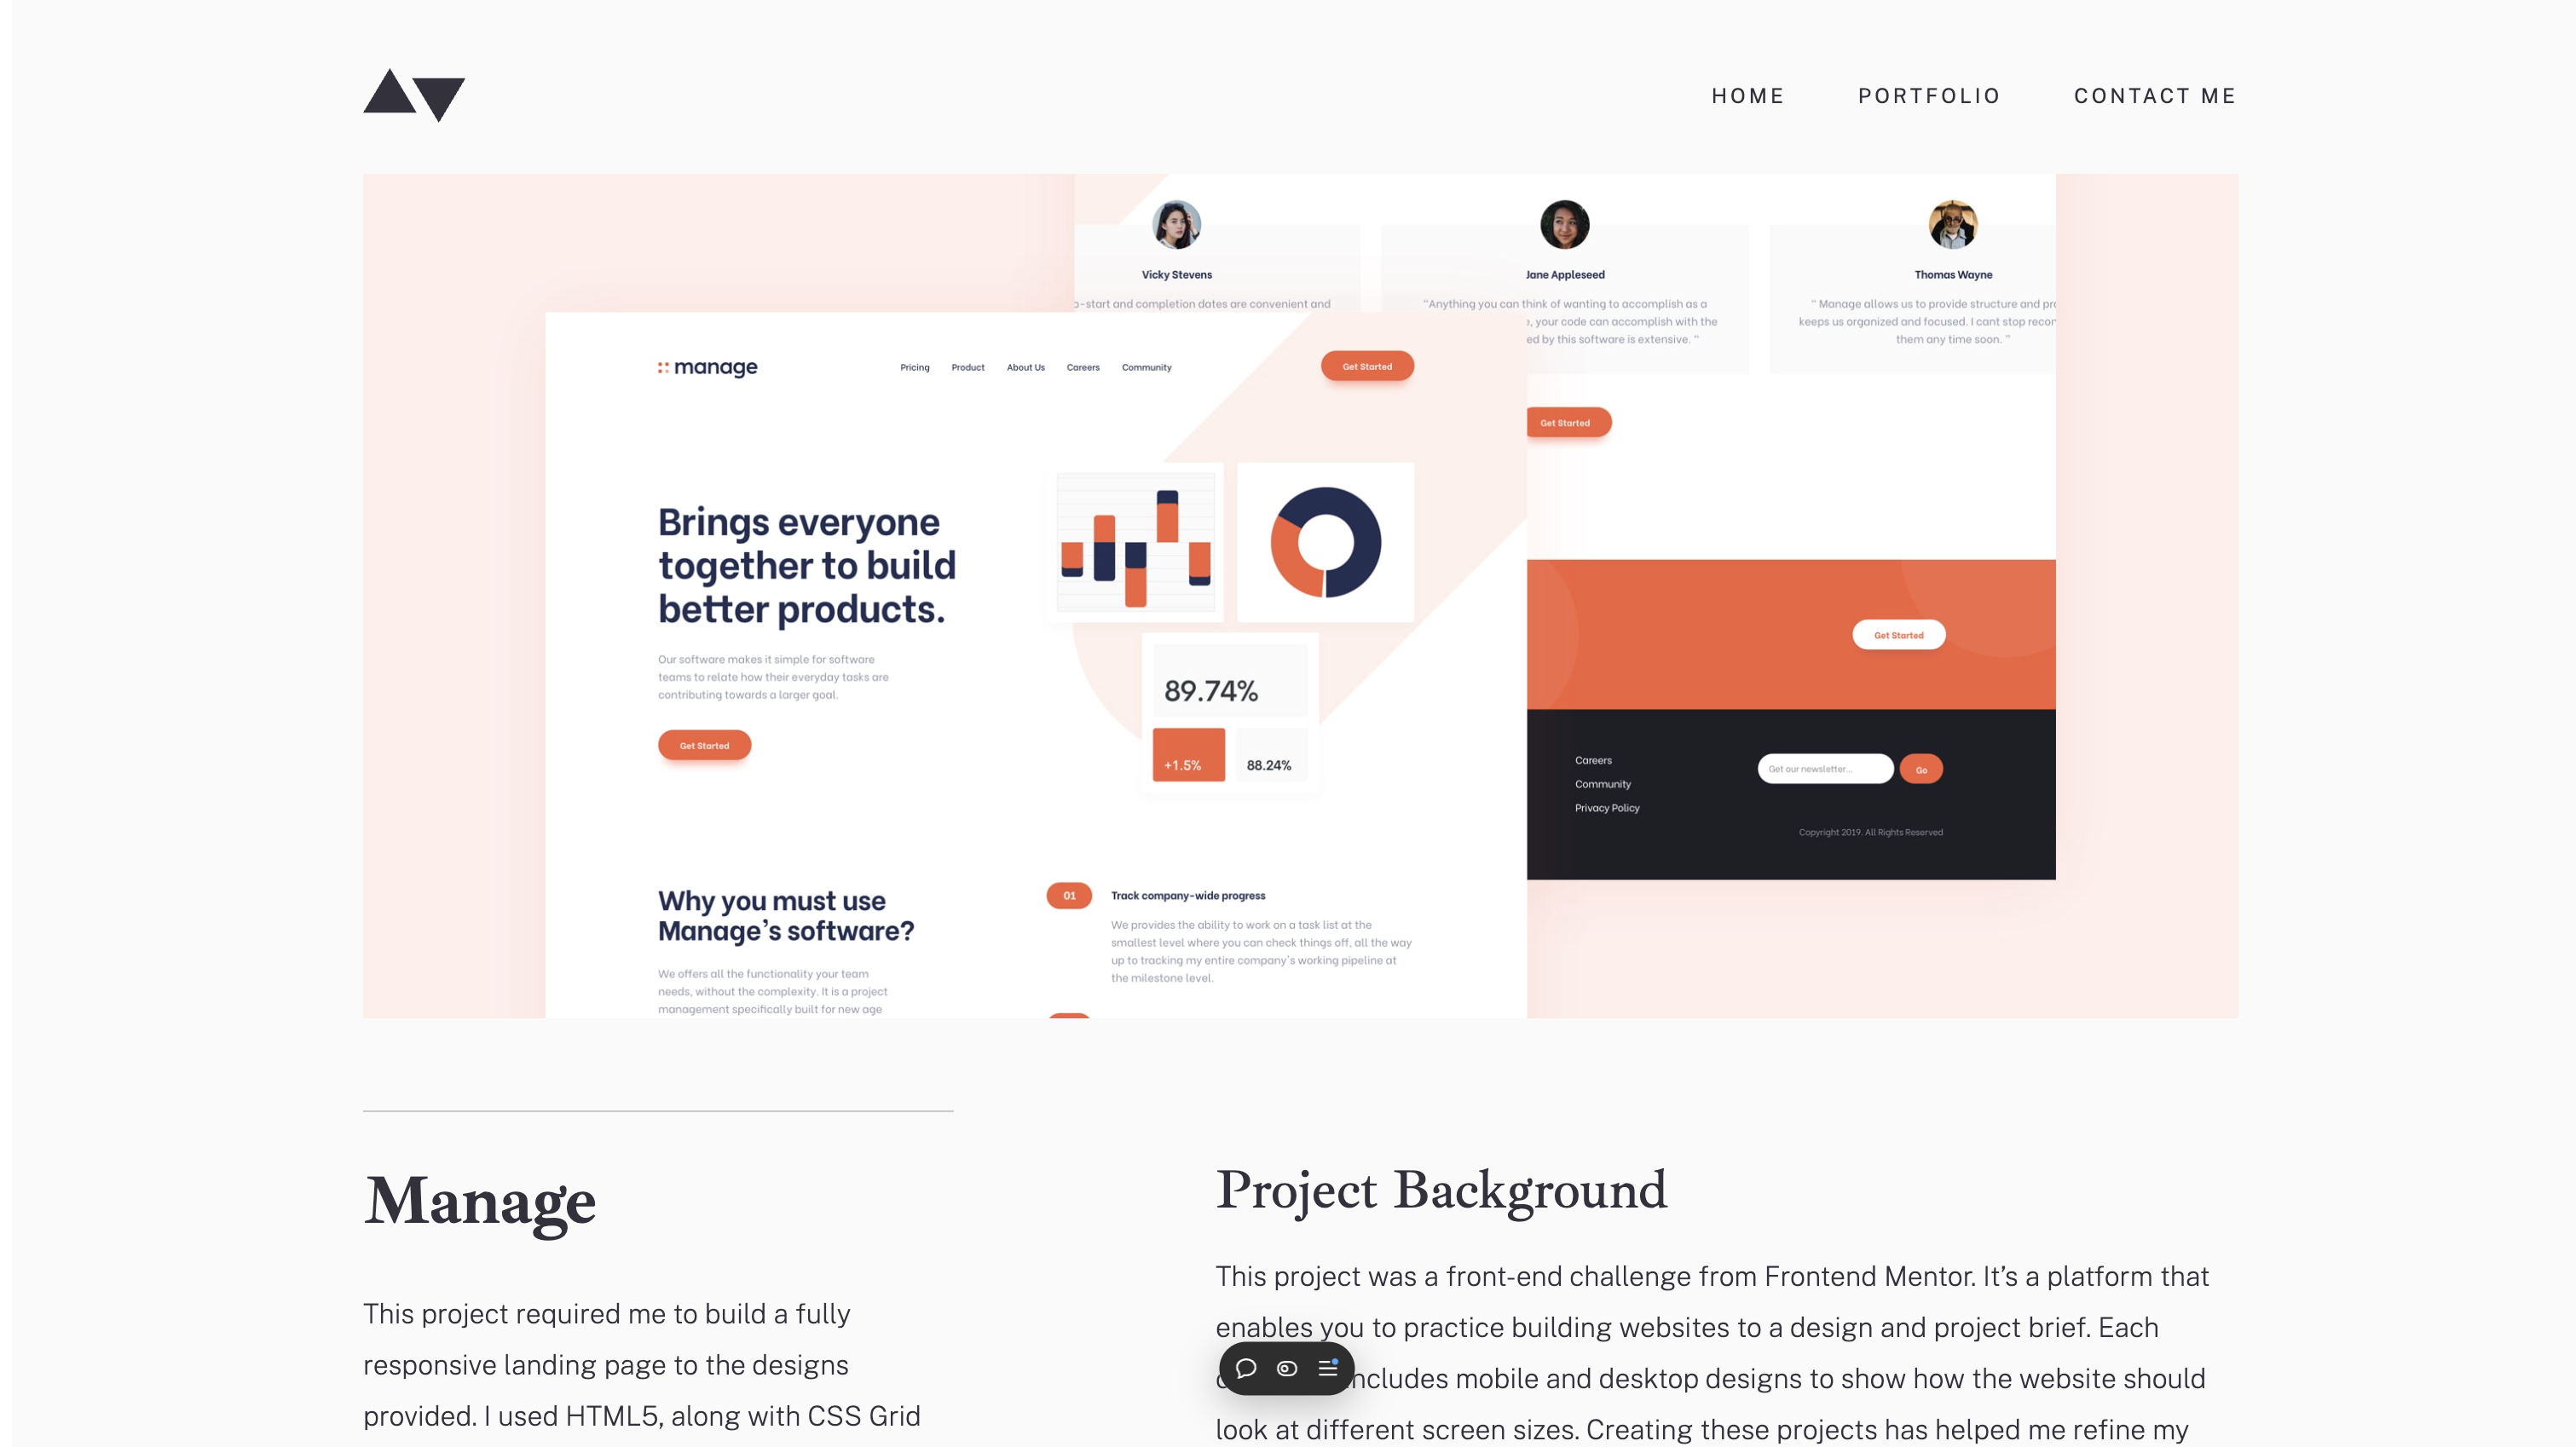 HOME
PORTFOLIO
CONTACT ME
Vicky Stevens
-start and completion dates are convenient and
Jane Appleseed
“Anything you can think of wanting to accomplish as a
, your code can accomplish with the
ed by this software is extensive. “
Thomas Wayne
“ Manage allows us to provide structure and
keeps us organized and focused. I cant stop
them any time soon. ”
Get Started
Get Started
Careers
Community
Privacy Policy
Get our newsletter...
Go
Copyright 2019. All Rights Reserved
manage
Pricing
Product
About Us
Careers
Community
Get Started
Brings everyone
together to build
better products.
Our software makes it simple for software
teams to relate how their everyday tasks are
contributing towards a larger goal.
Get Started
89.74%
+1.5%
88.24%
Why you must use
Manage’s software?
We offers all the functionality your team
needs, without the complexity. It is a project
management specifically built for new age
01
Track company-wide progress
We provides the ability to work on a task list at the
smallest level where you can check things off, all the way
up to tracking my entire company’s working pipeline at
the milestone level.
Manage
This project required me to build a fully
responsive landing page to the designs
provided. I used HTML5, along with CSS Grid
Project Background
This project was a front-end challenge from Frontend Mentor. It’s a platform that
enables you to practice building websites to a design and project brief. Each
includes mobile and desktop designs to show how the website should
look at different screen sizes. Creating these projects has helped me refine my